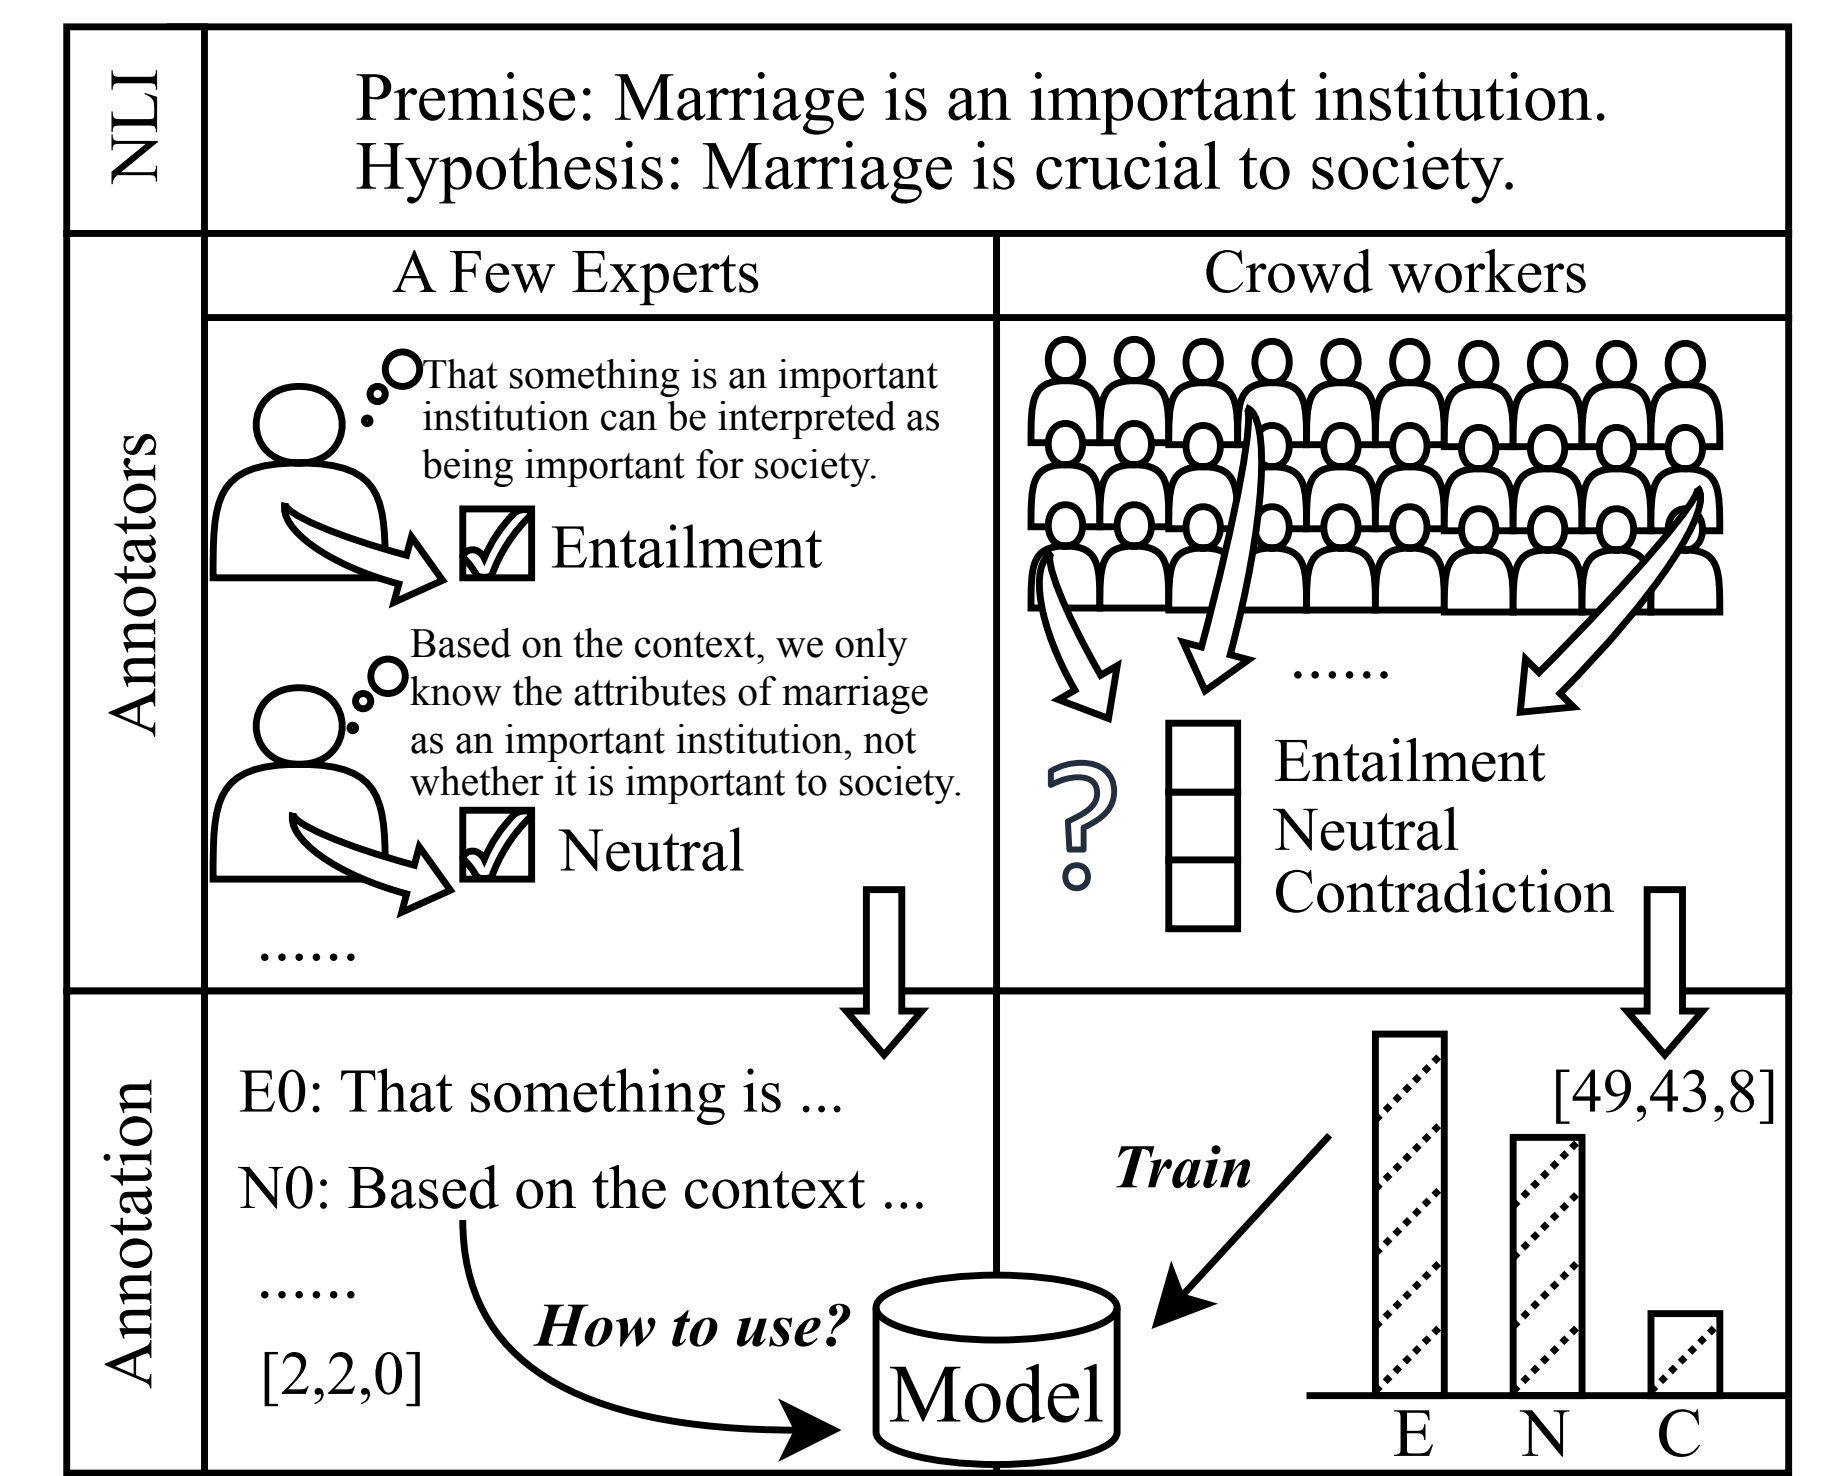 NLI
Premise: Marriage is an important institution.
Hypothesis: Marriage is crucial to society.
Annotators
A Few Experts
That something is an important
institution can be interpreted as
being important for society.
Entailment
Based on the context, we only
know the attributes of marriage
as an important institution, not
whether it is important to society.
Neutral
......
Crowd workers
......
?
Entailment
Neutral
Contradiction
Annotation
E0: That something is ...
N0: Based on the context ...
......
[2,2,0]
How to use?
Model
Train
[49,43,8]
E N C